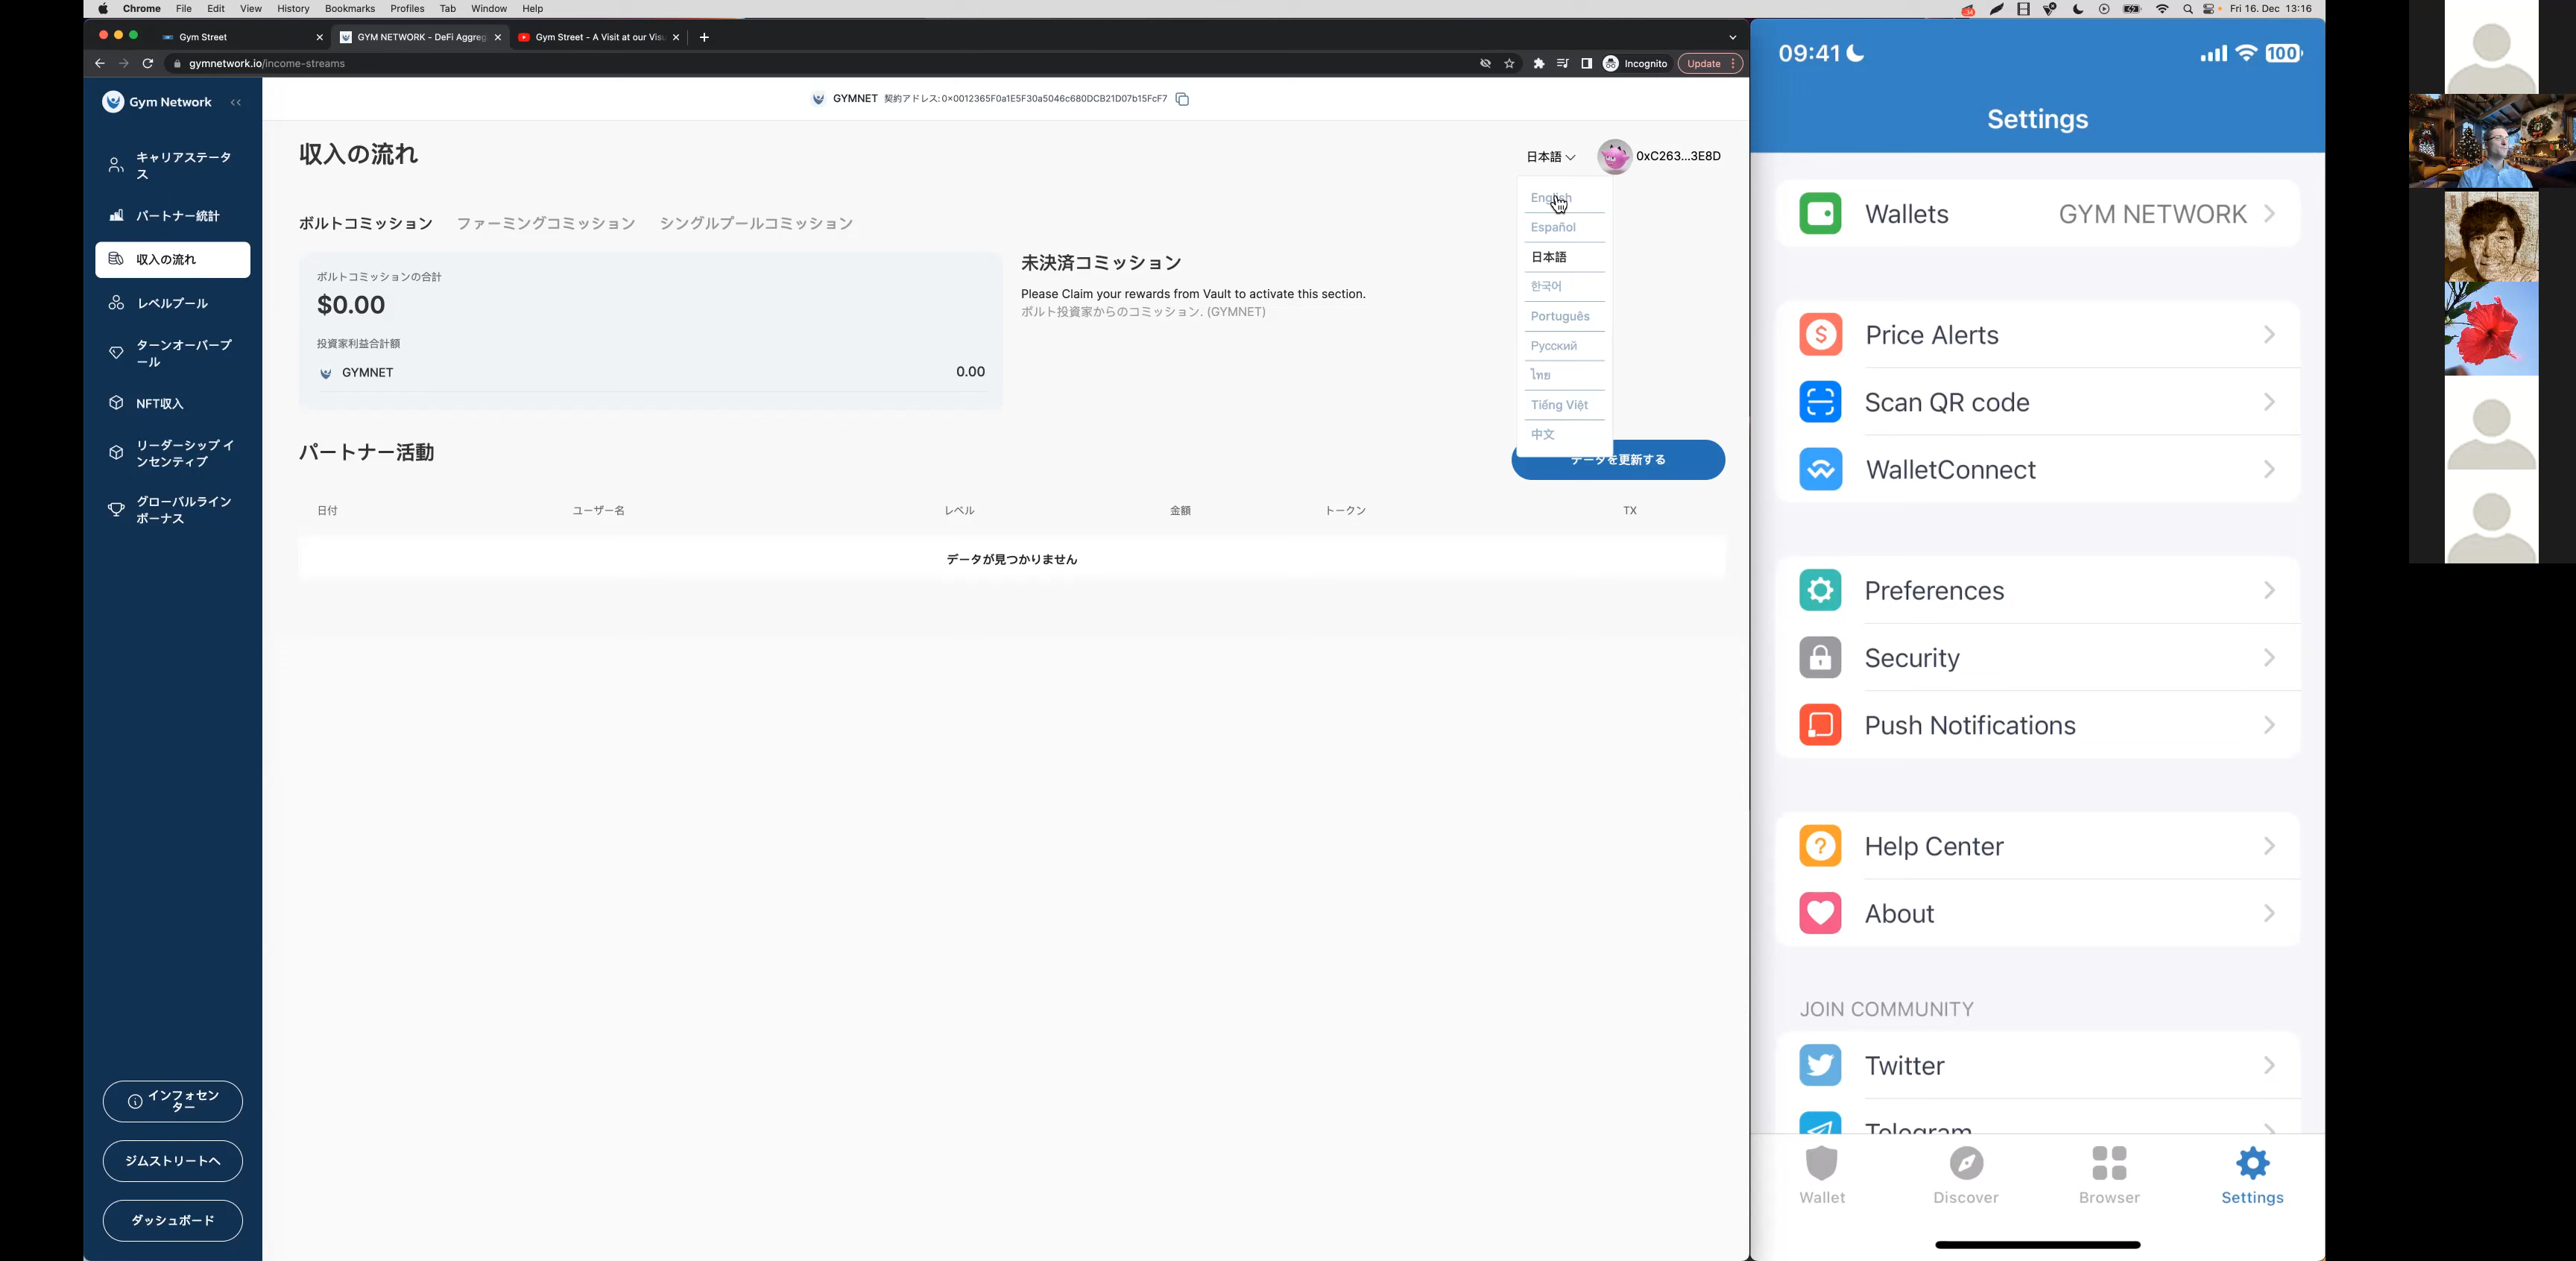 Chrome File Edit View History Bookmarks Profiles Tab Window Help
Fri 16. Dec 13:16
Gym Street
GYM NETWORK - DeFi Aggreg
Gym Street - A Visit at our Visu
gymnetwork.io/income-streams
Incognito
Update
Gym Network
キャリアステータ
ス
パートナー統計
収入の流れ
レベルプール
ターンオーバープ
ール
NFT収入
リーダーシップ イ
ンセンティブ
グローバルライン
ボーナス
インフォセン
ター
ジムストリートへ
ダッシュボード
GYMNET 契約アドレス: 0x0012365F0a1E5F30a5046c680DCB21D07b15FcF7
収入の流れ
日本語
0xC263...3E8D
English
Español
日本語
한국어
Português
Русский
ไทย
Tiếng Việt
中文
ボルトコミッション ファーミングコミッション シングルプールコミッション
ボルトコミッションの合計
$0.00
投資家利益合計額
GYMNET 0.00
未決済コミッション
Please Claim your rewards from Vault to activate this section.
ボルト投資家からのコミッション. (GYMNET)
パートナー活動
データを更新する
日付 ユーザー名 レベル 金額 トークン TX
データが見つかりません
09:41
100
Settings
Wallets GYM NETWORK
Price Alerts
Scan QR code
WalletConnect
Preferences
Security
Push Notifications
Help Center
About
JOIN COMMUNITY
Twitter
Telegram
Wallet Discover Browser Settings